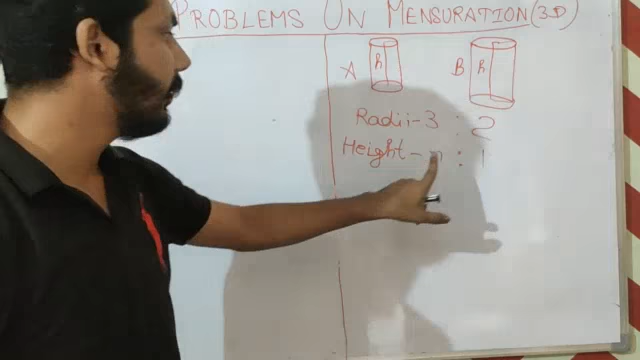 PROBLEMS ON MENSURATION (3D)
A h B h
Radii - 3 : 2
Height - : 1